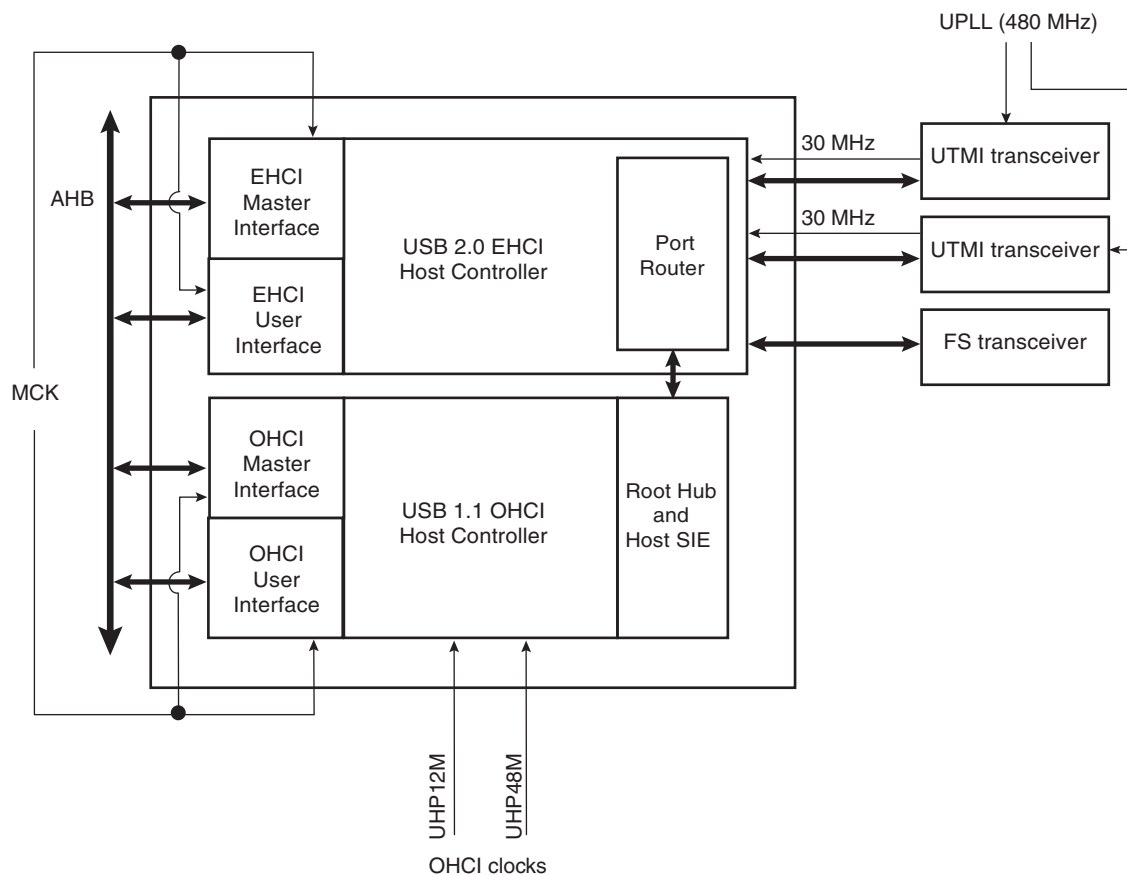 UPLL (480 MHz)
AHB
MCK
EHCI
Master
Interface
EHCI
User
Interface
USB 2.0 EHCI
Host Controller
Port
Router
30 MHz
UTMI transceiver
30 MHz
UTMI transceiver
FS transceiver
OHCI
Master
Interface
OHCI
User
Interface
USB 1.1 OHCI
Host Controller
Root Hub
and
Host SIE
UHP12M
UHP48M
OHCI clocks